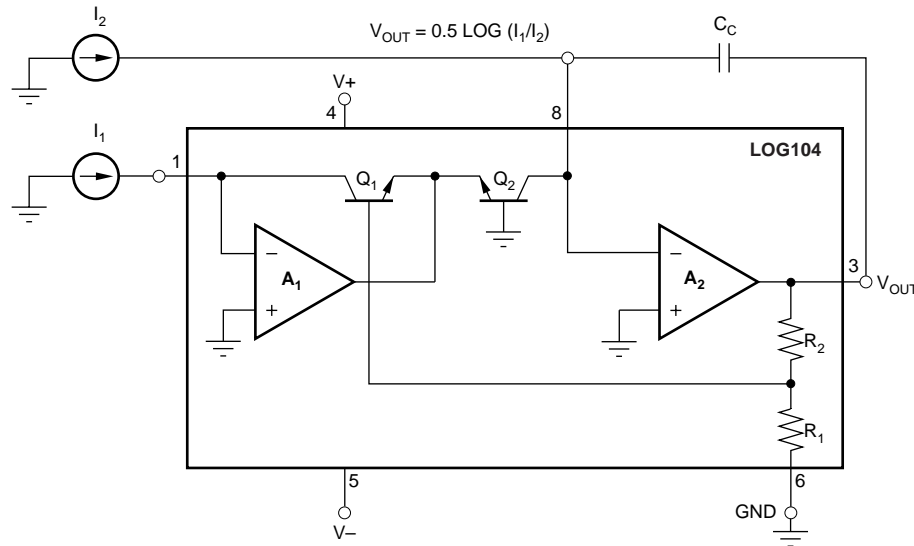 I2
VOUT = 0.5 LOG (I1/I2)
CC
V+
4
8
I1
1
LOG104
Q1
Q2
−
A1
+
−
A2
+
3
VOUT
R2
R1
5
6
V−
GND